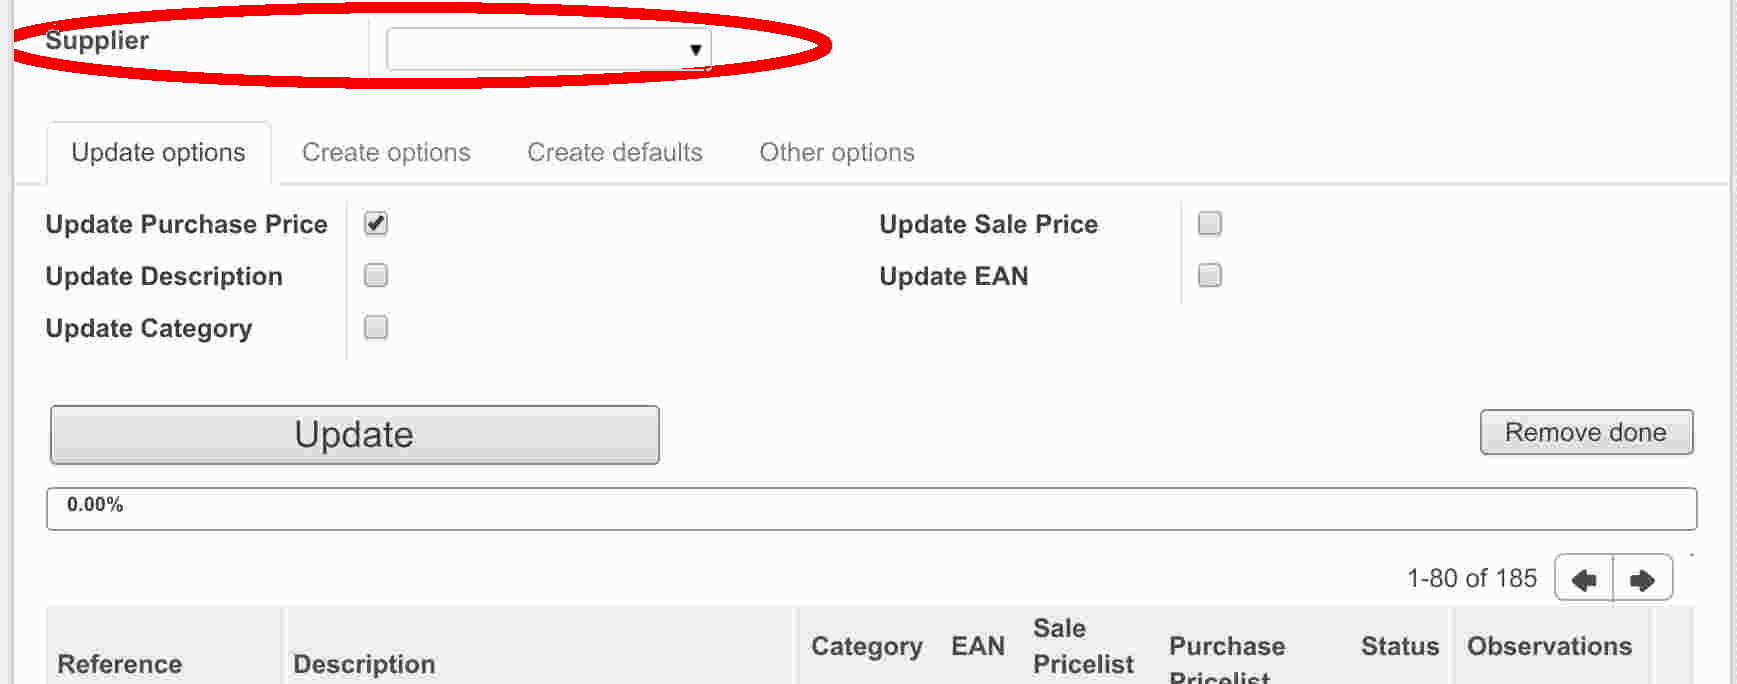 Supplier
Update options Create options Create defaults Other options
Update Purchase Price Update Sale Price
Update Description Update EAN
Update Category
Update Remove done
0.00%
1-80 of 185
Reference Description Category EAN Sale Pricelist Purchase Pricelist Status Observations